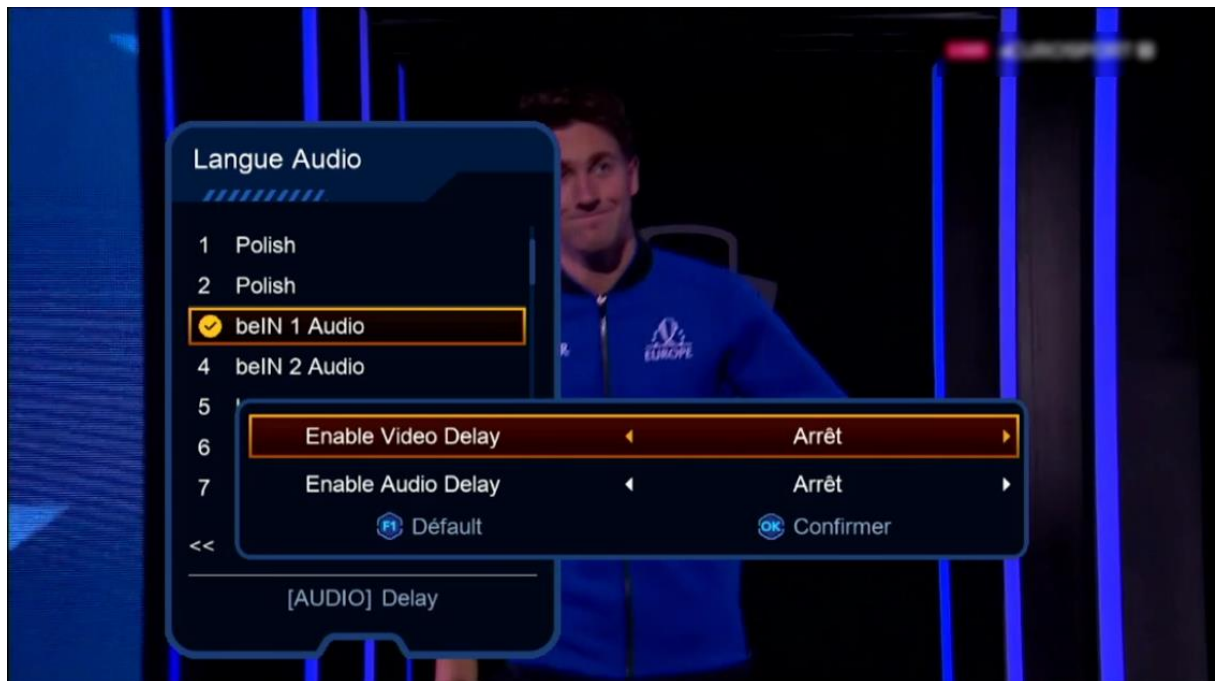 Langue Audio
1 Polish
2 Polish
beIN 1 Audio
4 beIN 2 Audio
5
6
7
Enable Video Delay Arrêt
Enable Audio Delay Arrêt
F1 Défault OK Confirmer
<<
[AUDIO] Delay
EUROPE